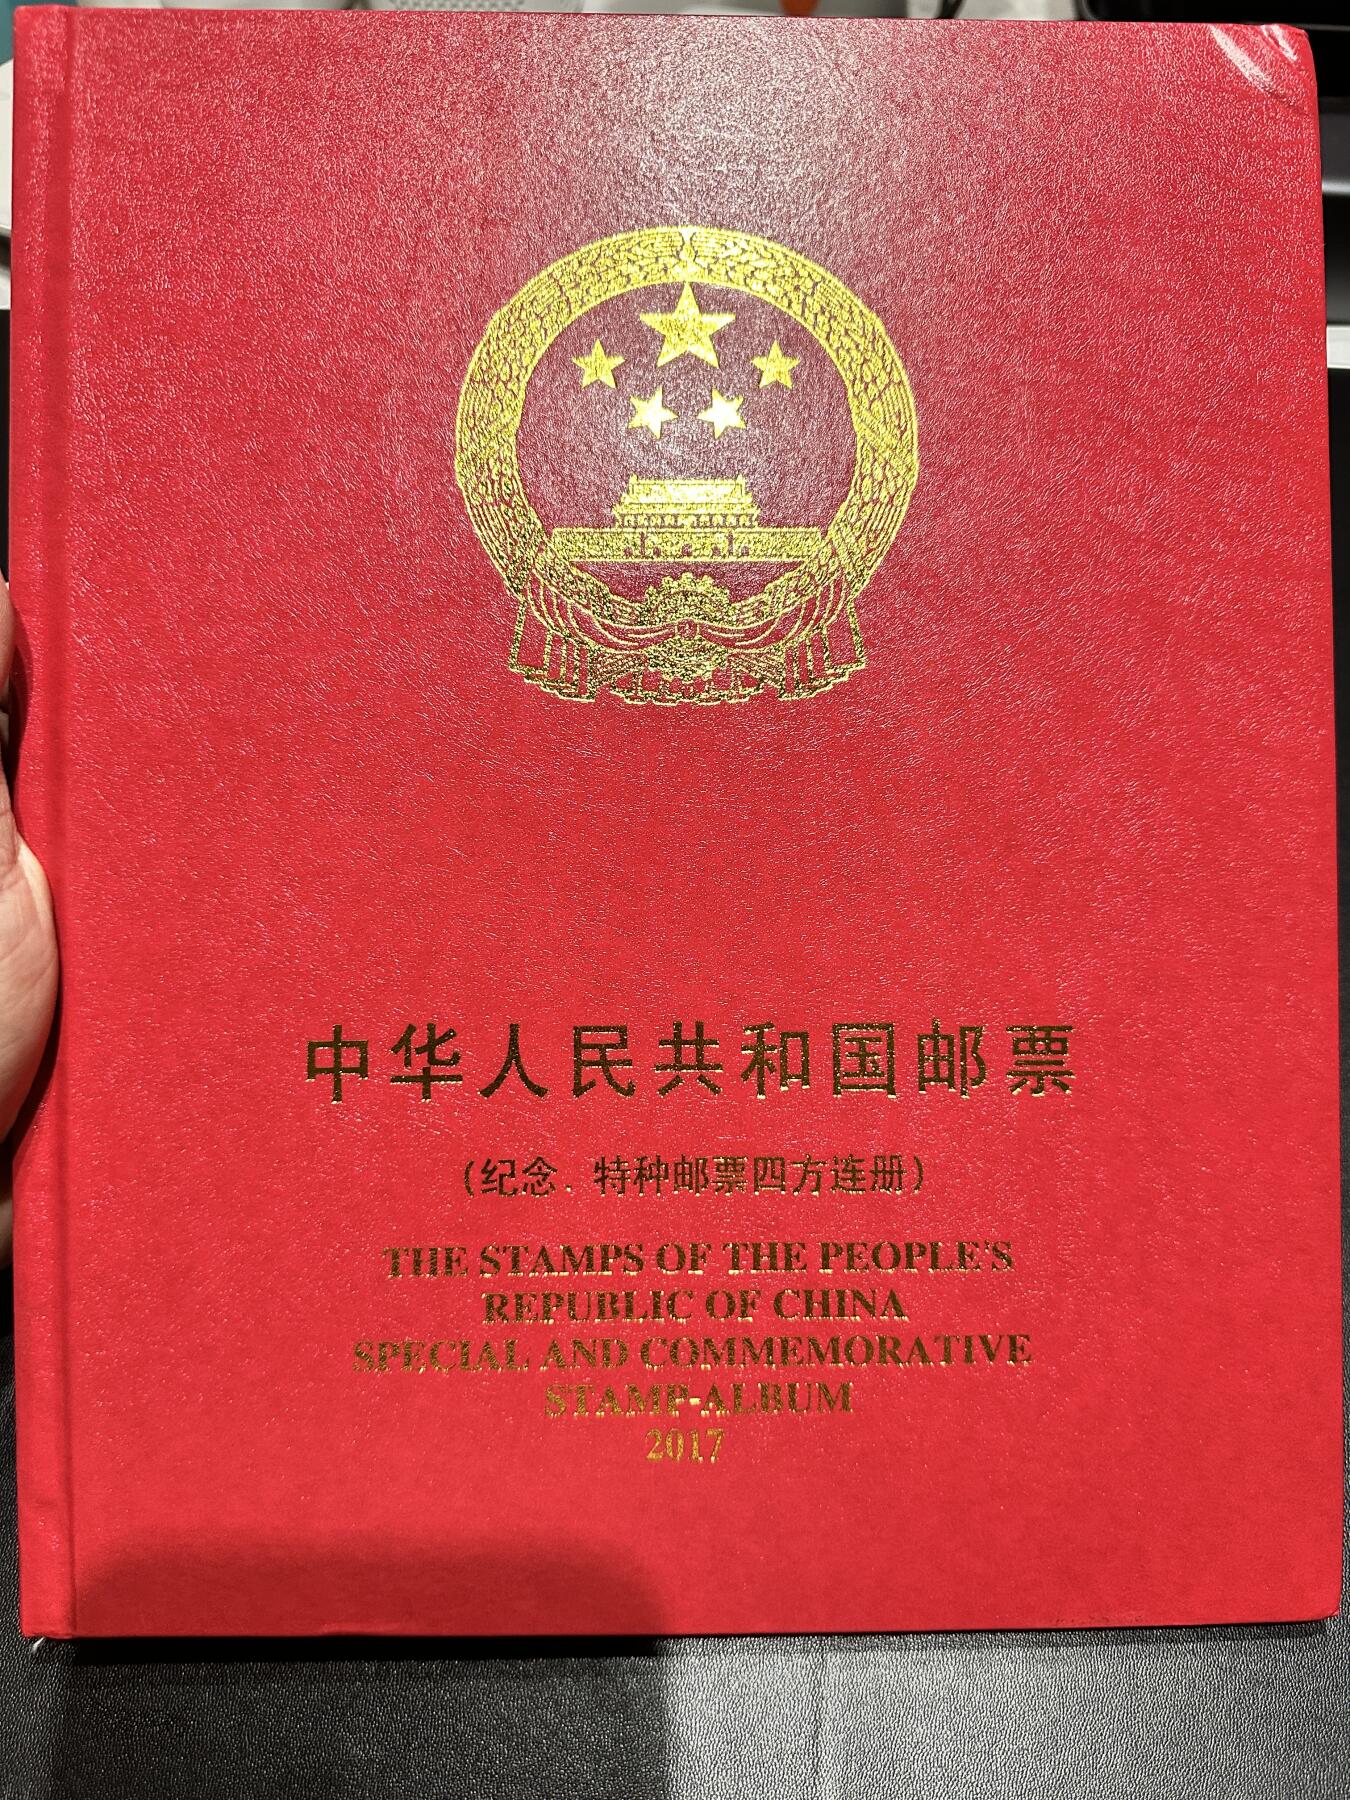 中华人民共和国邮票
(纪念．特种邮票四方连册)
THE STAMPS OF THE PEOPLE'S
REPUBLIC OF CHINA
SPECIAL AND COMMEMORATIVE
STAMP-ALBUM
2017